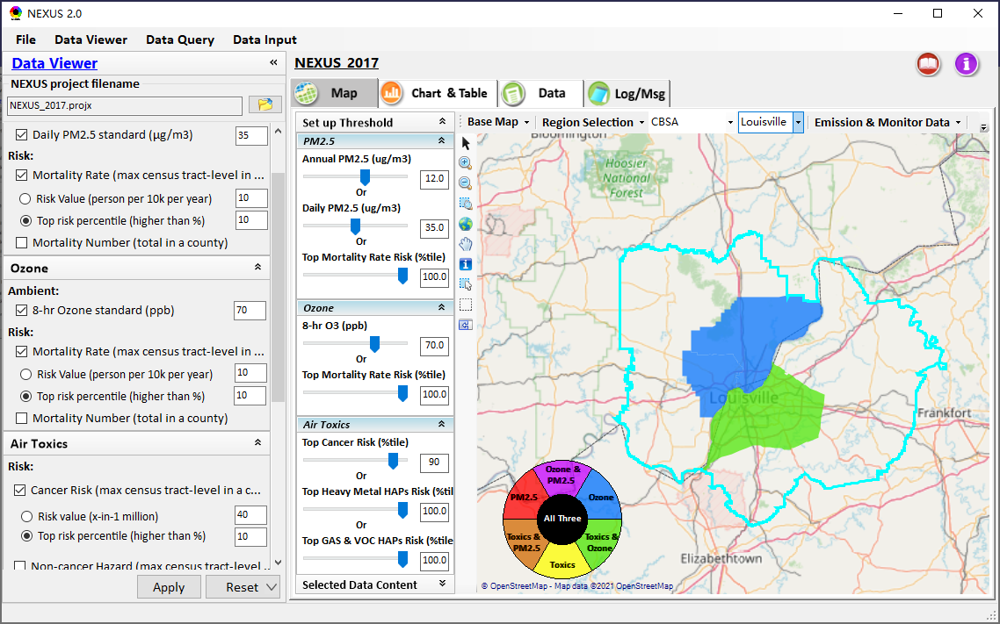 NEXUS 2.0
File Data Viewer Data Query Data Input
Data Viewer «
NEXUS project filename
NEXUS_2017.projx
Daily PM2.5 standard (µg/m3) 35
Risk:
Mortality Rate (max census tract-level in ...
Risk Value (person per 10k per year) 10
Top risk percentile (higher than %) 10
Mortality Number (total in a county)
Ozone
Ambient:
8-hr Ozone standard (ppb) 70
Risk:
Mortality Rate (max census tract-level in ...
Risk Value (person per 10k per year) 10
Top risk percentile (higher than %) 10
Mortality Number (total in a county)
Air Toxics
Risk:
Cancer Risk (max census tract-level in a c...
Risk value (x-in-1 million) 40
Top risk percentile (higher than %) 10
Non-cancer Hazard (max census tract-level ...
Apply Reset
NEXUS_2017
Map Chart & Table Data Log/Msg
Set up Threshold
PM2.5
Annual PM2.5 (ug/m3)
12.0
Or
Daily PM2.5 (ug/m3)
35.0
Or
Top Mortality Rate Risk (%tile)
100.0
Ozone
8-hr O3 (ppb)
70.0
Or
Top Mortality Rate Risk (%tile)
100.0
Air Toxics
Top Cancer Risk (%tile)
90
Or
Top Heavy Metal HAPs Risk (%til
100.0
Or
Top GAS & VOC HAPs Risk (%tile
100.0
Selected Data Content
Base Map Region Selection CBSA Louisville Emission & Monitor Data
Bloomington
Hoosier
National
Forest
Louisville
Frankfort
Elizabethtown
Ozone &
PM2.5
PM2.5
Ozone
All Three
Toxics &
PM2.5
Toxics &
Ozone
Toxics
© OpenStreetMap - Map data ©2021 OpenStreetMap